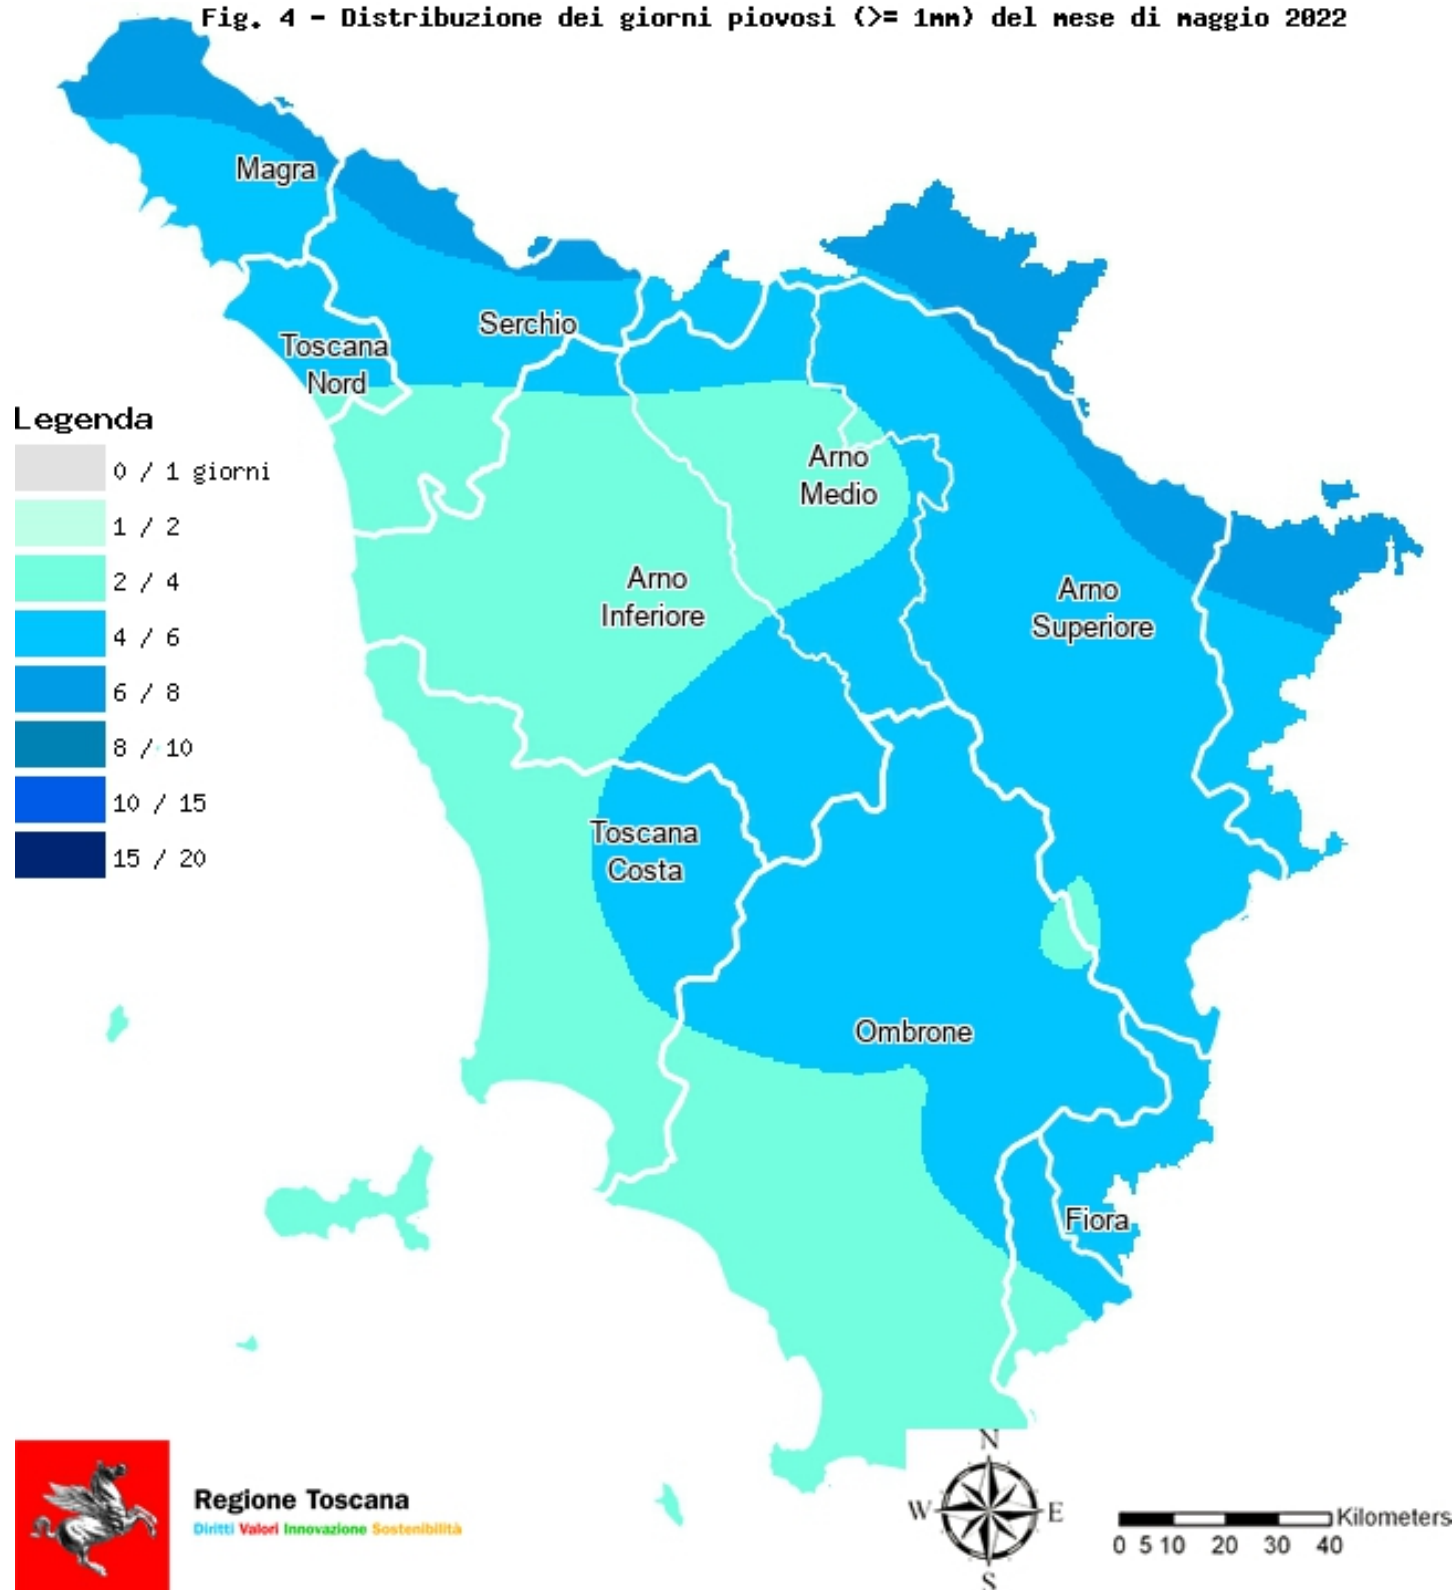 Fig. 4 - Distribuzione dei giorni piovosi (>= 1mm) del mese di maggio 2022
Magra
Serchio
Toscana
Nord
Legenda
0 / 1 giorni
1 / 2
2 / 4
4 / 6
6 / 8
8 / 10
10 / 15
15 / 20
Arno
Medio
Arno
Inferiore
Arno
Superiore
Toscana
Costa
Ombrone
Fiora
Regione Toscana
Diritti Valori Innovazione Sostenibilità
N
W E
S
Kilometers
0 5 10 20 30 40